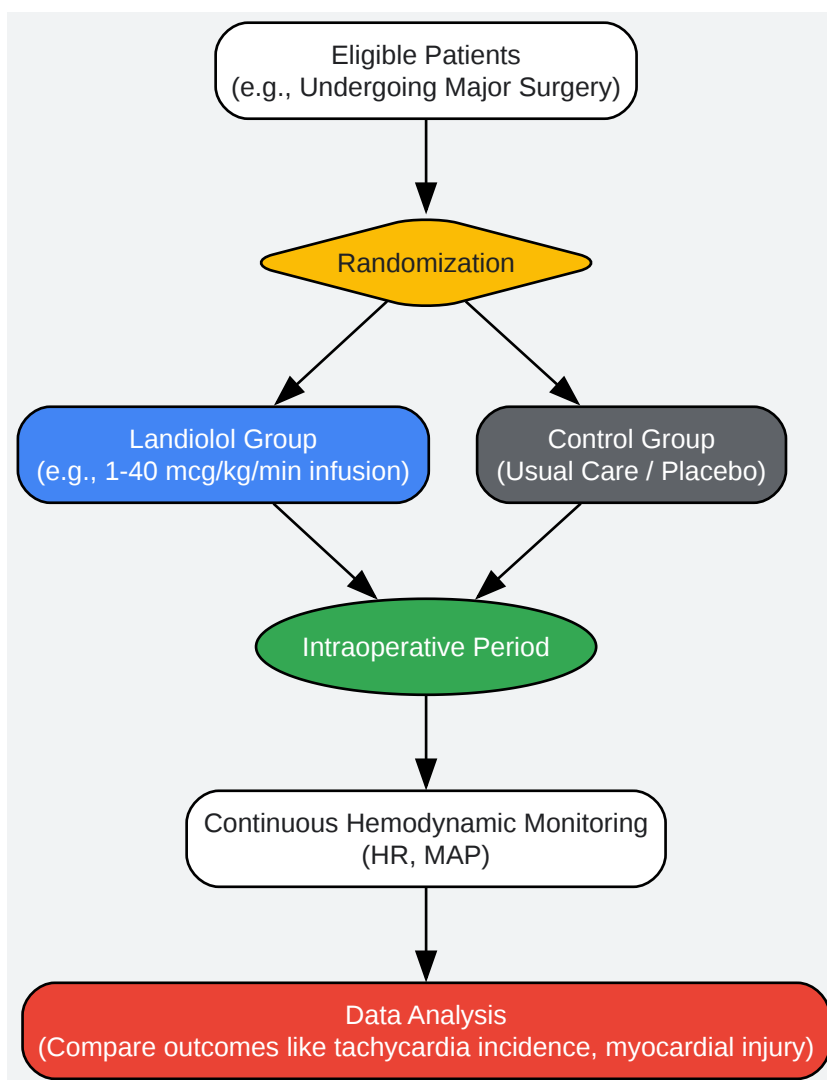 Eligible Patients
(e.g., Undergoing Major Surgery)
Randomization
Landiolol Group
(e.g., 1-40 mcg/kg/min infusion)
Control Group
(Usual Care / Placebo)
Intraoperative Period
Continuous Hemodynamic Monitoring
(HR, MAP)
Data Analysis
(Compare outcomes like tachycardia incidence, myocardial injury)